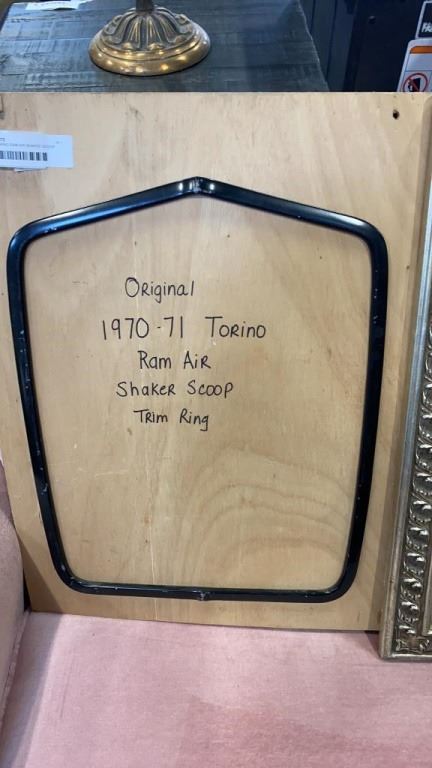 Original
1970-71 Torino
Ram Air
Shaker Scoop
Trim Ring